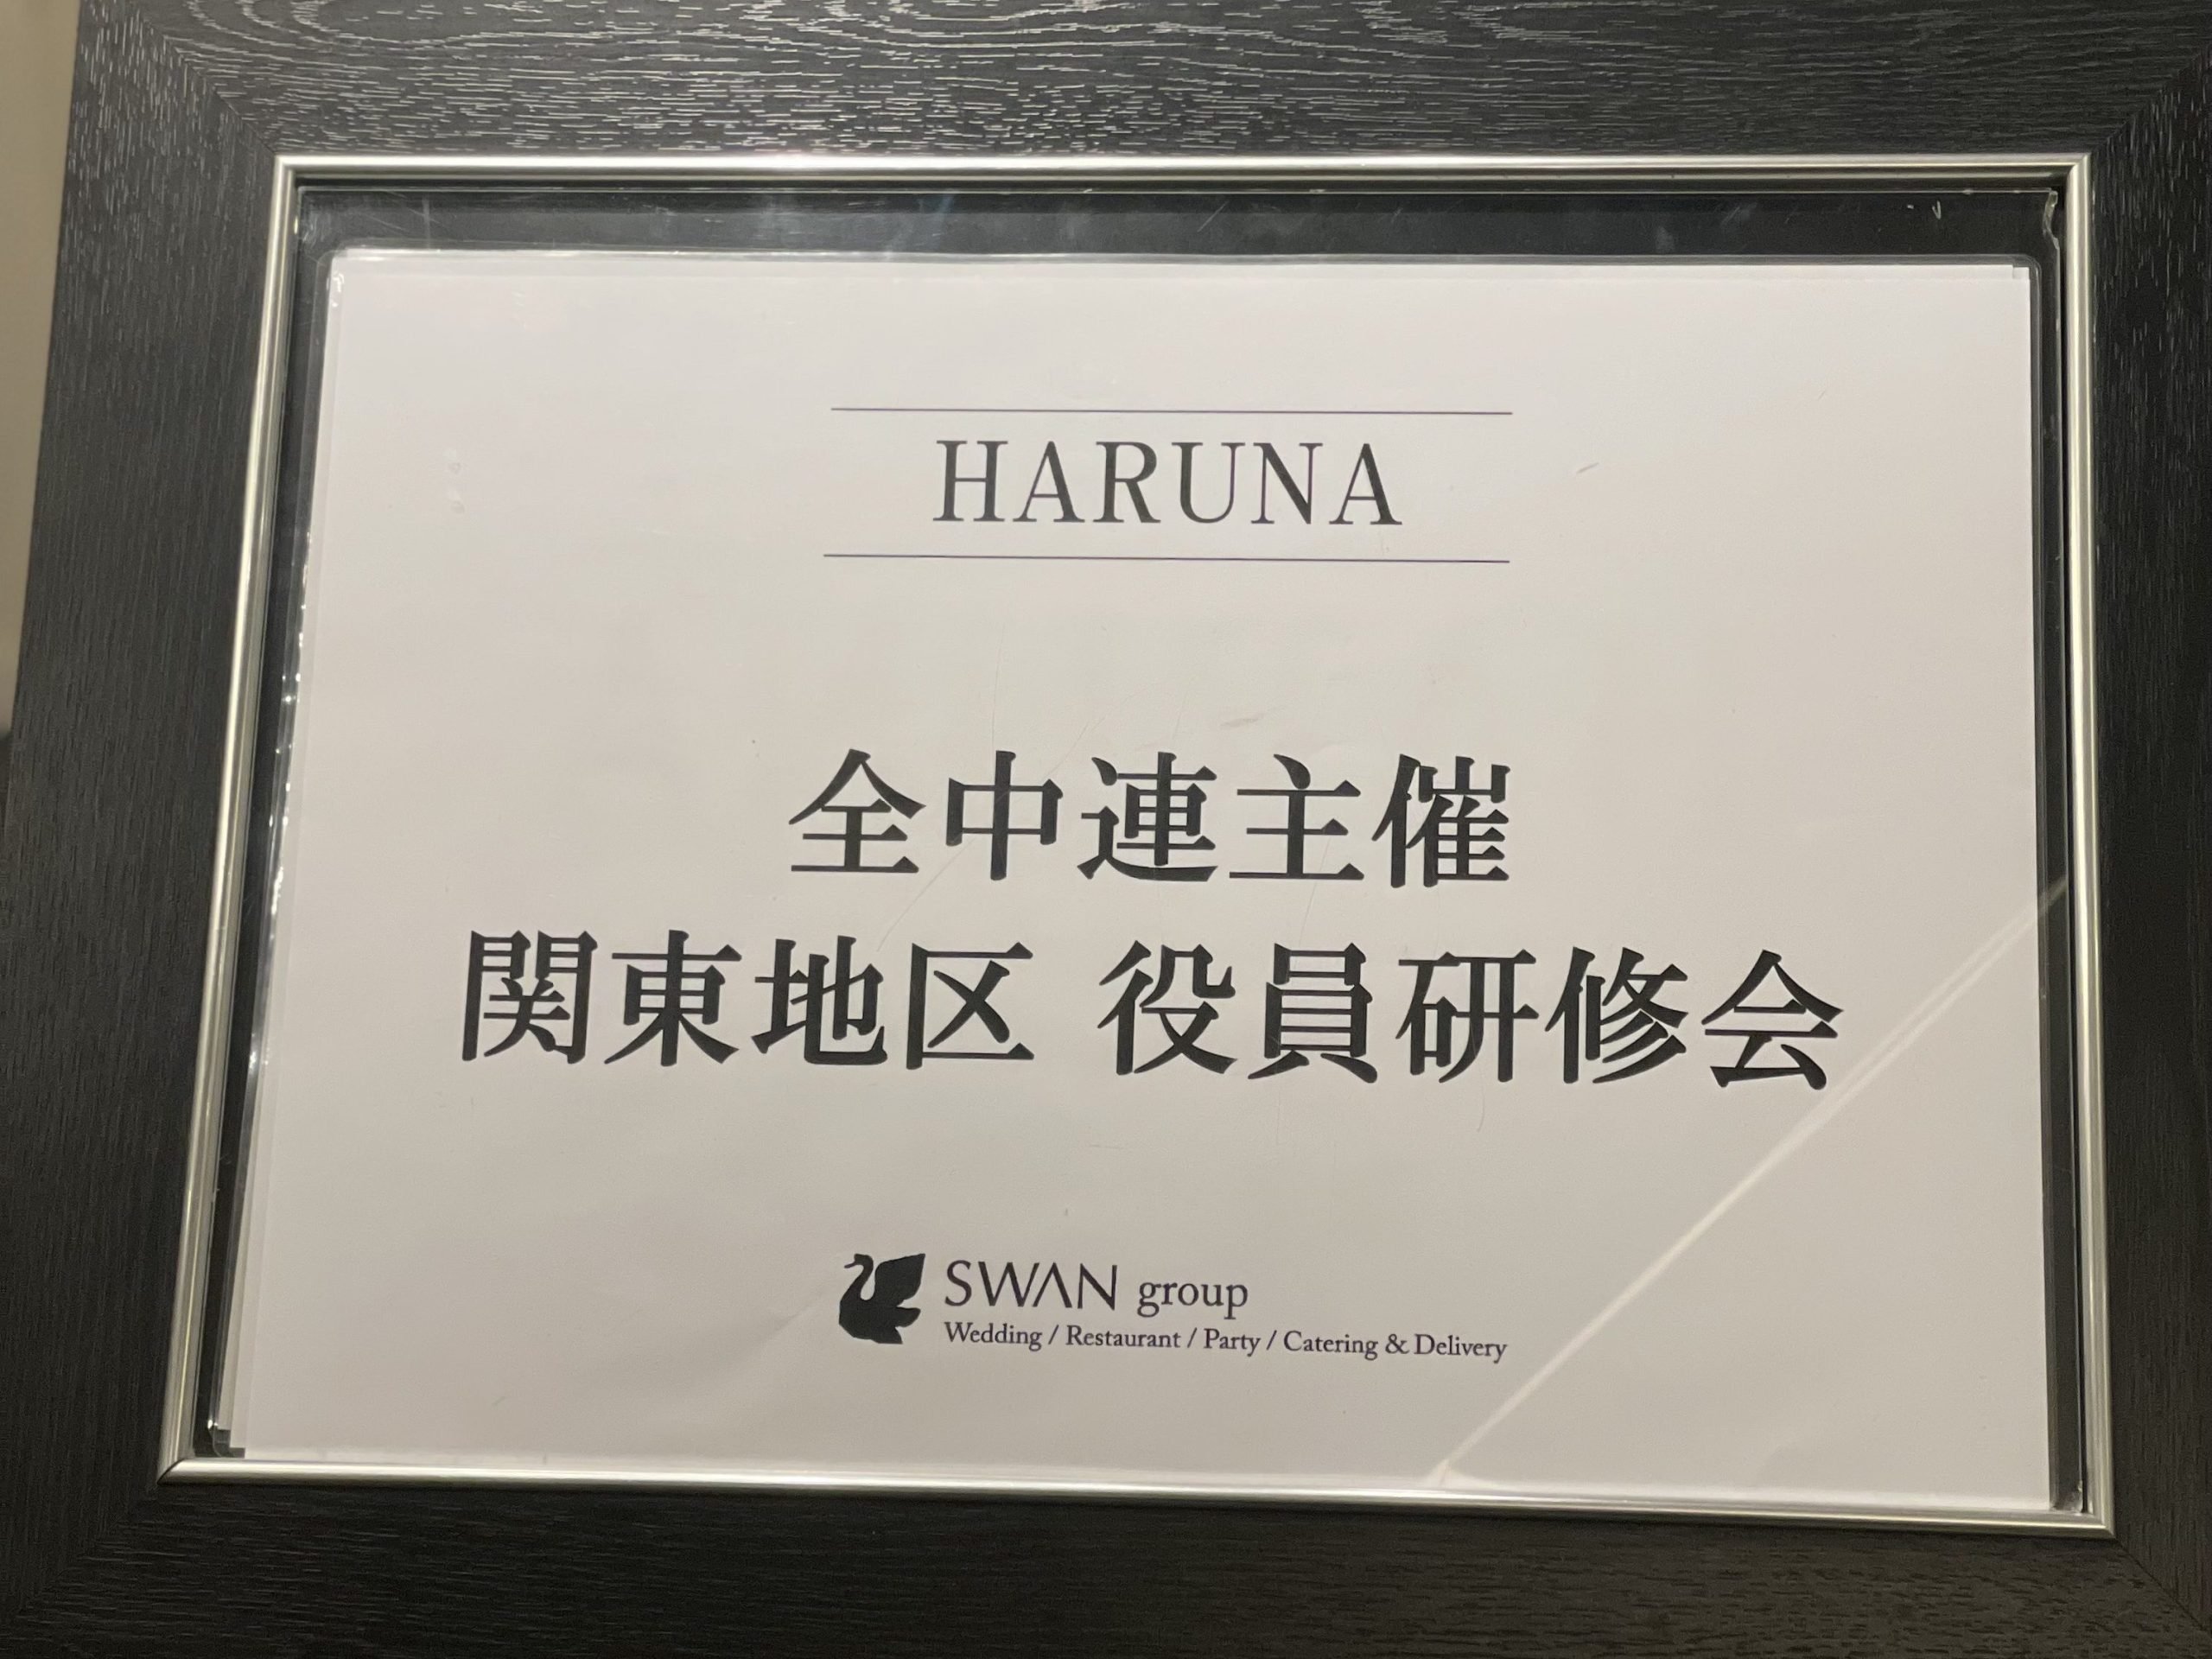 HARUNA
全中連主催
関東地区 役員研修会
SWAN group
Wedding / Restaurant / Party / Catering & Delivery